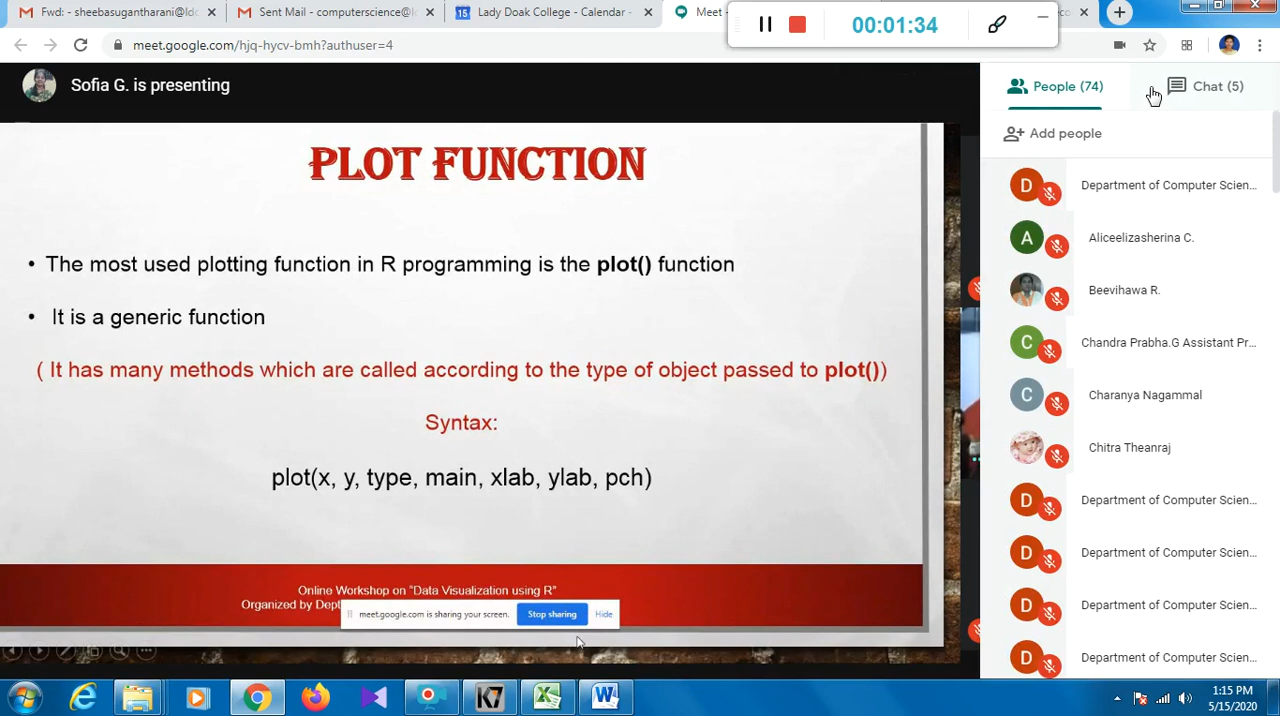 Fwd: - sheebasugantharani@ldc
Sent Mail - computerscience@l
Lady Doak College - Calendar -
Meet -
00:01:34
meet.google.com/hjq-hycv-bmh?authuser=4
Sofia G. is presenting
People (74)
Chat (5)
Add people
PLOT FUNCTION
• The most used plotting function in R programming is the plot() function
• It is a generic function
( It has many methods which are called according to the type of object passed to plot())
Syntax:
plot(x, y, type, main, xlab, ylab, pch)
Online Workshop on "Data Visualization using R"
Organized by Dept
meet.google.com is sharing your screen.
Stop sharing
Hide
D
Department of Computer Scien...
A
Aliceelizasherina C.
Beevihawa R.
C
Chandra Prabha.G Assistant Pr...
C
Charanya Nagammal
Chitra Theanraj
D
Department of Computer Scien...
D
Department of Computer Scien...
D
Department of Computer Scien...
D
Department of Computer Scien...
1:15 PM
5/15/2020